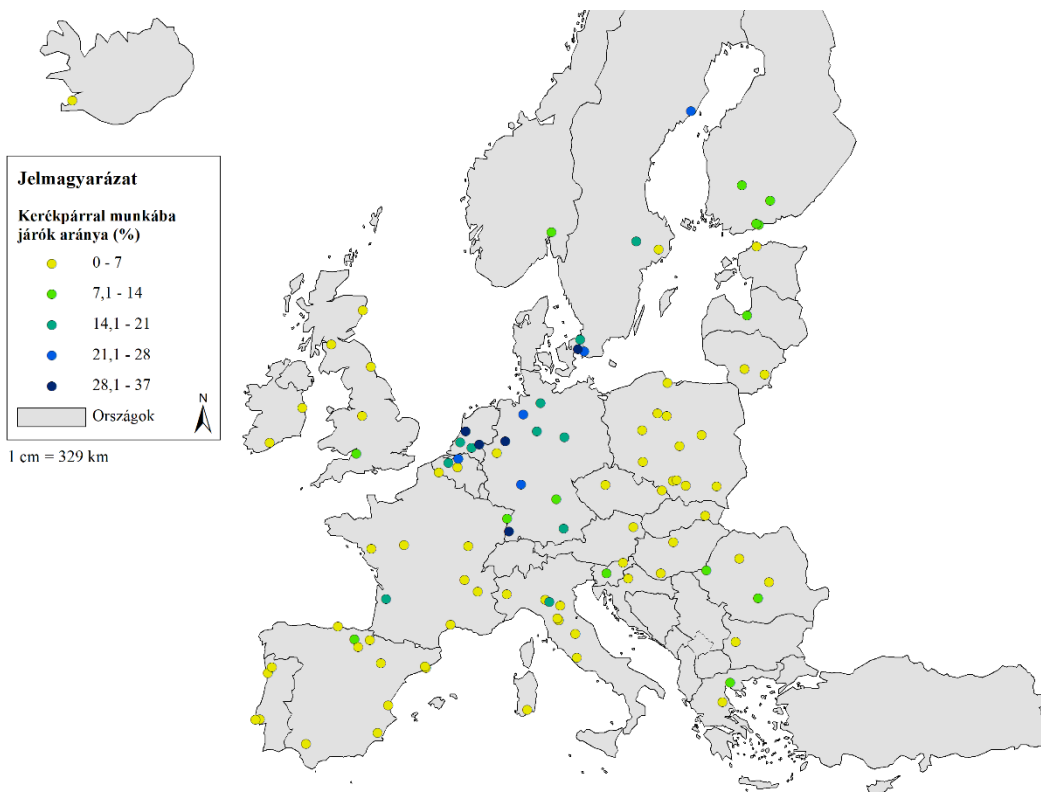 Jelmagyarázat
Kerékpárral munkába
járók aránya (%)
0 - 7
7,1 - 14
14,1 - 21
21,1 - 28
28,1 - 37
Országok
N
1 cm = 329 km